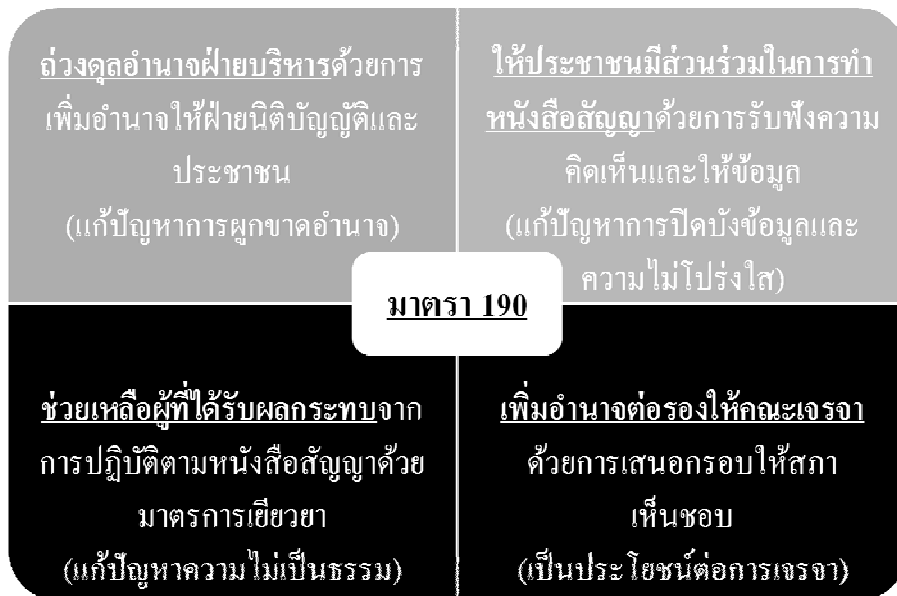 ถ่วงดุลอำนาจฝ่ายบริหารด้วยการ
เพิ่มอำนาจให้ฝ่ายนิติบัญญัติและ
ประชาชน
(แก้ปัญหาการผูกขาดอำนาจ)
ให้ประชาชนมีส่วนร่วมในการทำ
หนังสือสัญญาด้วยการรับฟังความ
คิดเห็นและให้ข้อมูล
(แก้ปัญหาการปิดบังข้อมูลและ
ความไม่โปร่งใส)
มาตรา 190
ช่วยเหลือผู้ที่ได้รับผลกระทบจาก
การปฏิบัติตามหนังสือสัญญาด้วย
มาตรการเยียวยา
(แก้ปัญหาความไม่เป็นธรรม)
เพิ่มอำนาจต่อรองให้คณะเจรจา
ด้วยการเสนอกรอบให้สภา
เห็นชอบ
(เป็นประโยชน์ต่อการเจรจา)